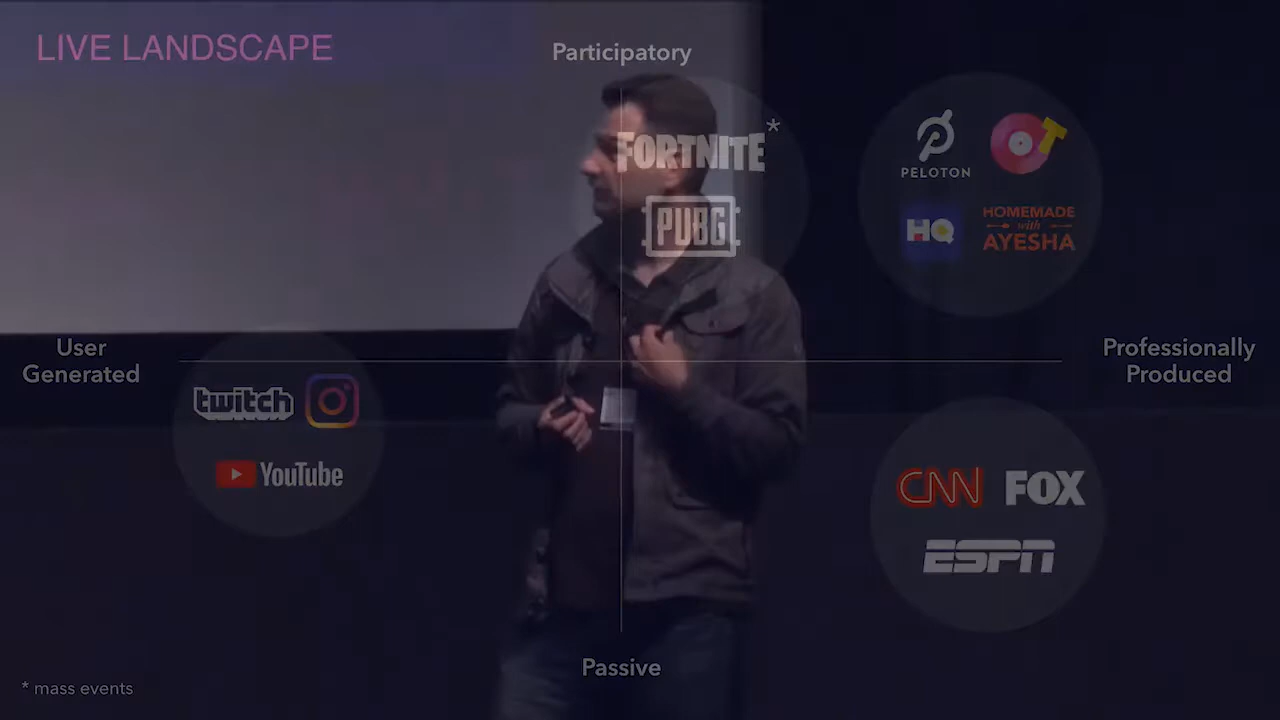 LIVE LANDSCAPE
Participatory
FORTNITE*
PUBG
PELOTON
T
HQ
HOMEMADE
with
AYESHA
User
Generated
Professionally
Produced
twitch
YouTube
CNN FOX
ESPN
Passive
* mass events